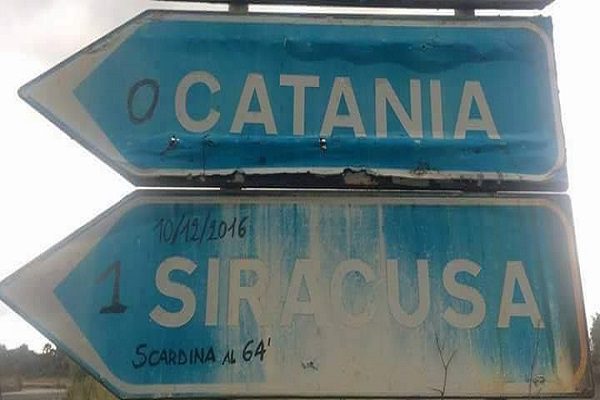 0 CATANIA
10/12/2016
1 SIRACUSA
SCARDINA AL 64'